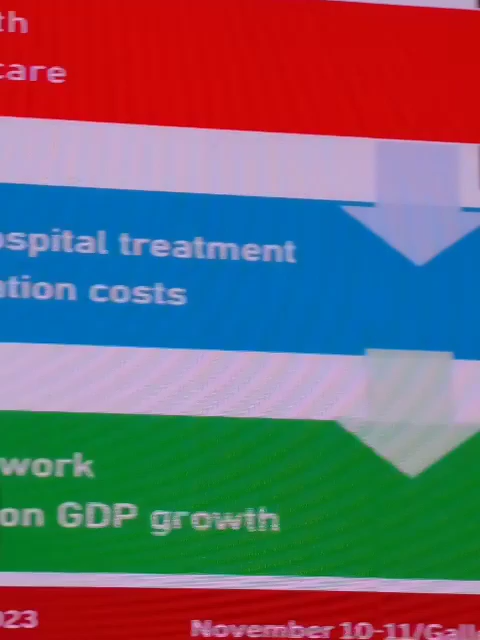 th
care
ospital treatment
ation costs
work
on GDP growth
023
November 10-11/Gall